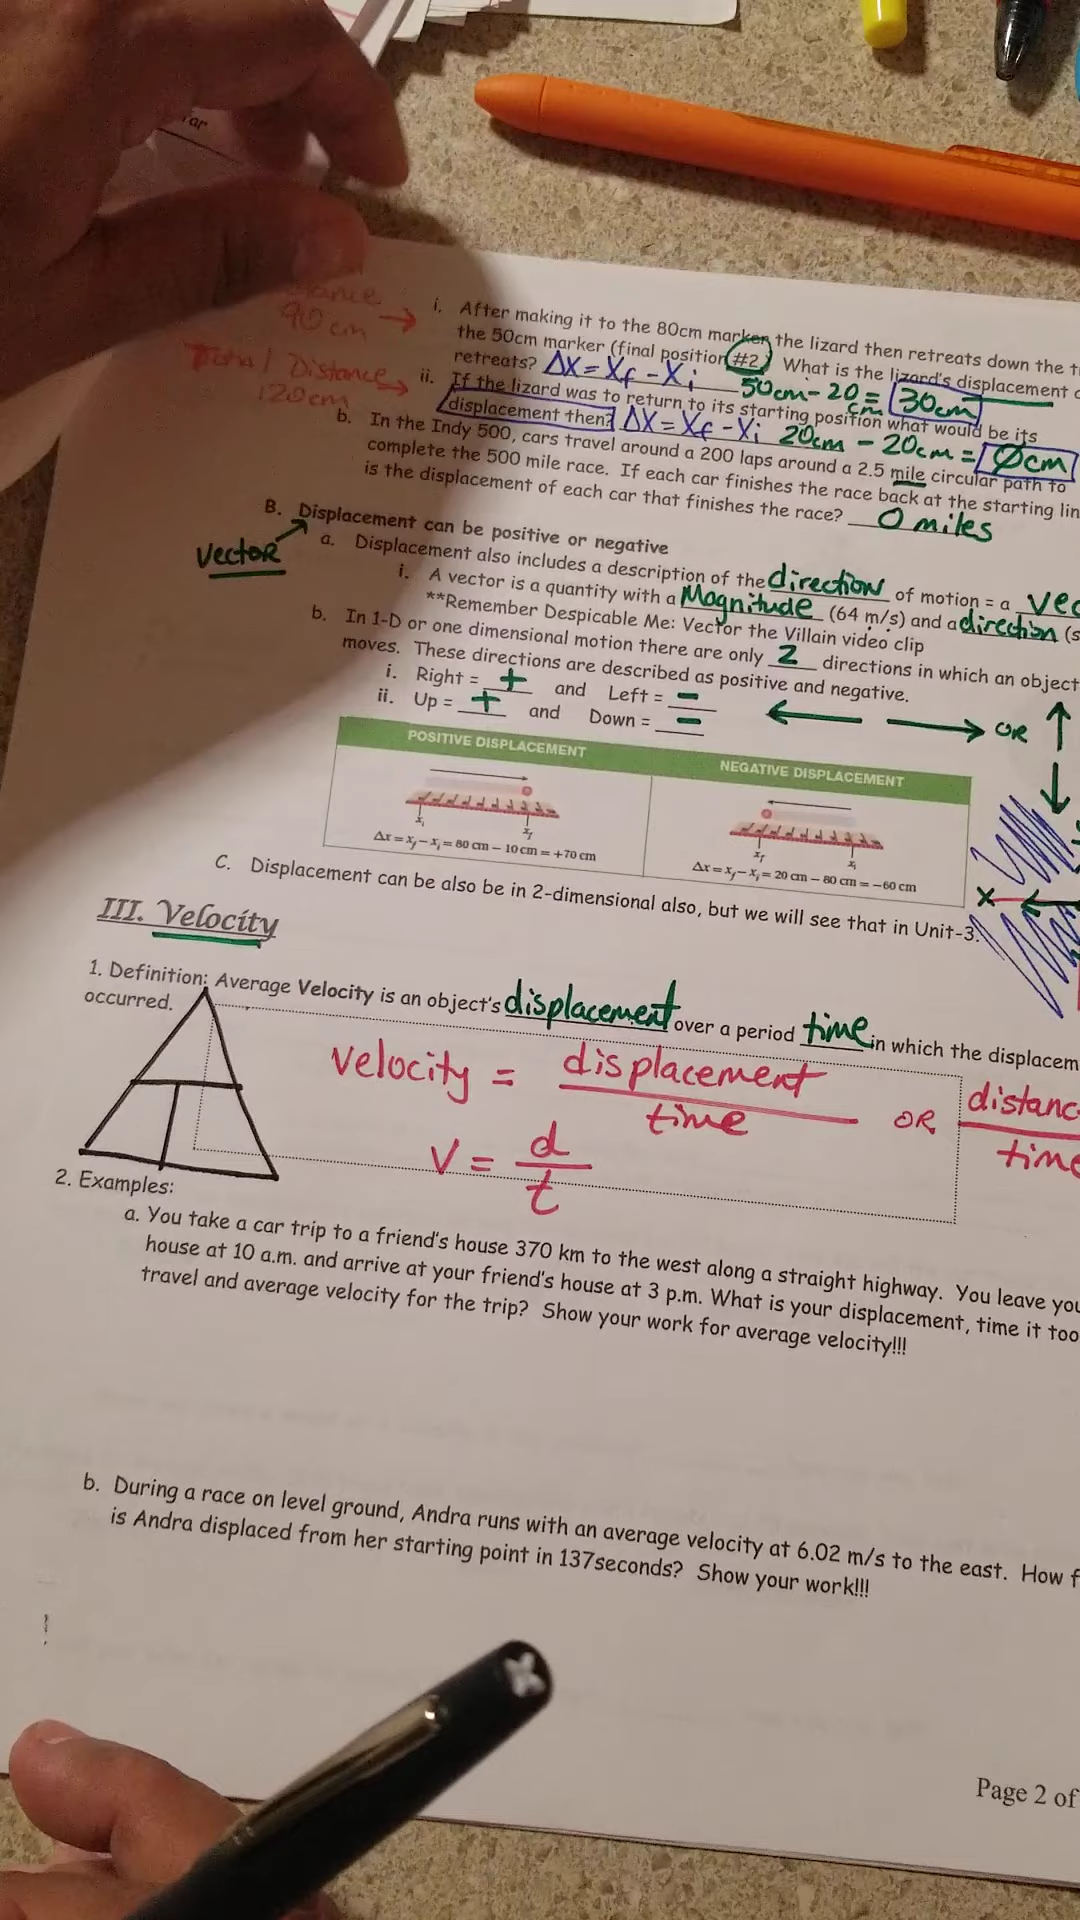 90 cm
Total Distance
120cm
i. After making it to the 80cm marker the lizard then retreats down the
the 50cm marker (final position #2) What is the lizard's displacement
retreats? ΔX = Xf - Xi 50cm - 20cm = 30cm
ii. If the lizard was to return to its starting position what would be its
displacement then? ΔX = Xf - Xi 20cm - 20cm = 0cm
b. In the Indy 500, cars travel around a 200 laps around a 2.5 mile circular path to
complete the 500 mile race. If each car finishes the race back at the starting
is the displacement of each car that finishes the race? 0 miles
B. Displacement can be positive or negative
Vector
a. Displacement also includes a description of the direction of motion = a
i. A vector is a quantity with a Magnitude (64 m/s) and a direction
**Remember Despicable Me: Vector the Villain video clip
b. In 1-D or one dimensional motion there are only 2 directions in which an object
moves. These directions are described as positive and negative.
i. Right = + and Left = -
ii. Up = + and Down = -
OR
POSITIVE DISPLACEMENT NEGATIVE DISPLACEMENT
xi xf
xf xi
Δx = xf - xi = 80 cm - 10 cm = +70 cm
Δx = xf - xi = 20 cm - 80 cm = -60 cm
C. Displacement can be also be in 2-dimensional also, but we will see that in Unit-3.
X
III. Velocity
1. Definition: Average Velocity is an object's displacement over a period time in which the
occurred.
velocity = displacement / time OR / time
V = d / t
2. Examples:
a. You take a car trip to a friend's house 370 km to the west along a straight highway. You leave
house at 10 a.m. and arrive at your friend's house at 3 p.m. What is your displacement, time it
travel and average velocity for the trip? Show your work for average velocity!!!
b. During a race on level ground, Andra runs with an average velocity at 6.02 m/s to the east. How
is Andra displaced from her starting point in 137seconds? Show your work!!!
Page 2 of